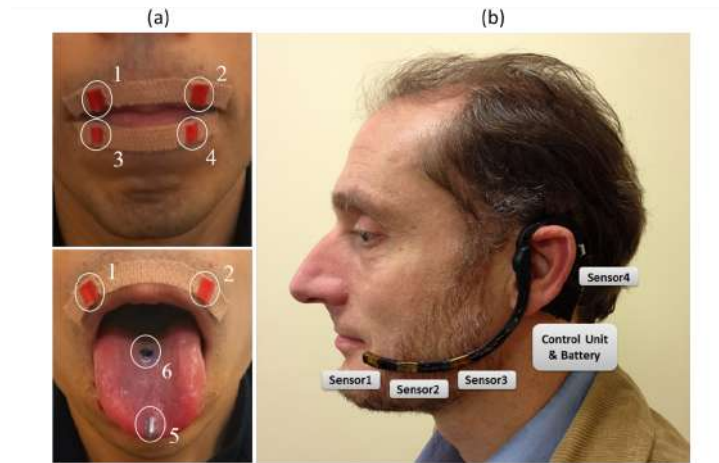 (a)
(b)
1
2
3
4
1
2
6
5
Sensor4
Control Unit
& Battery
Sensor1
Sensor2
Sensor3